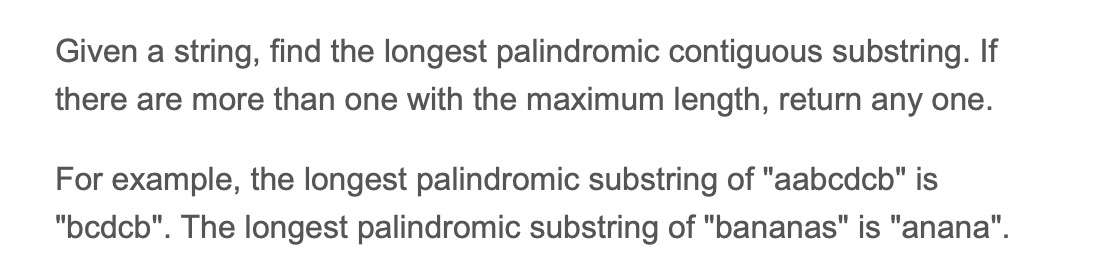 Given a string, find the longest palindromic contiguous substring. If
there are more than one with the maximum length, return any one.
For example, the longest palindromic substring of "aabcdcb" is
"bcdcb". The longest palindromic substring of "bananas" is "anana".